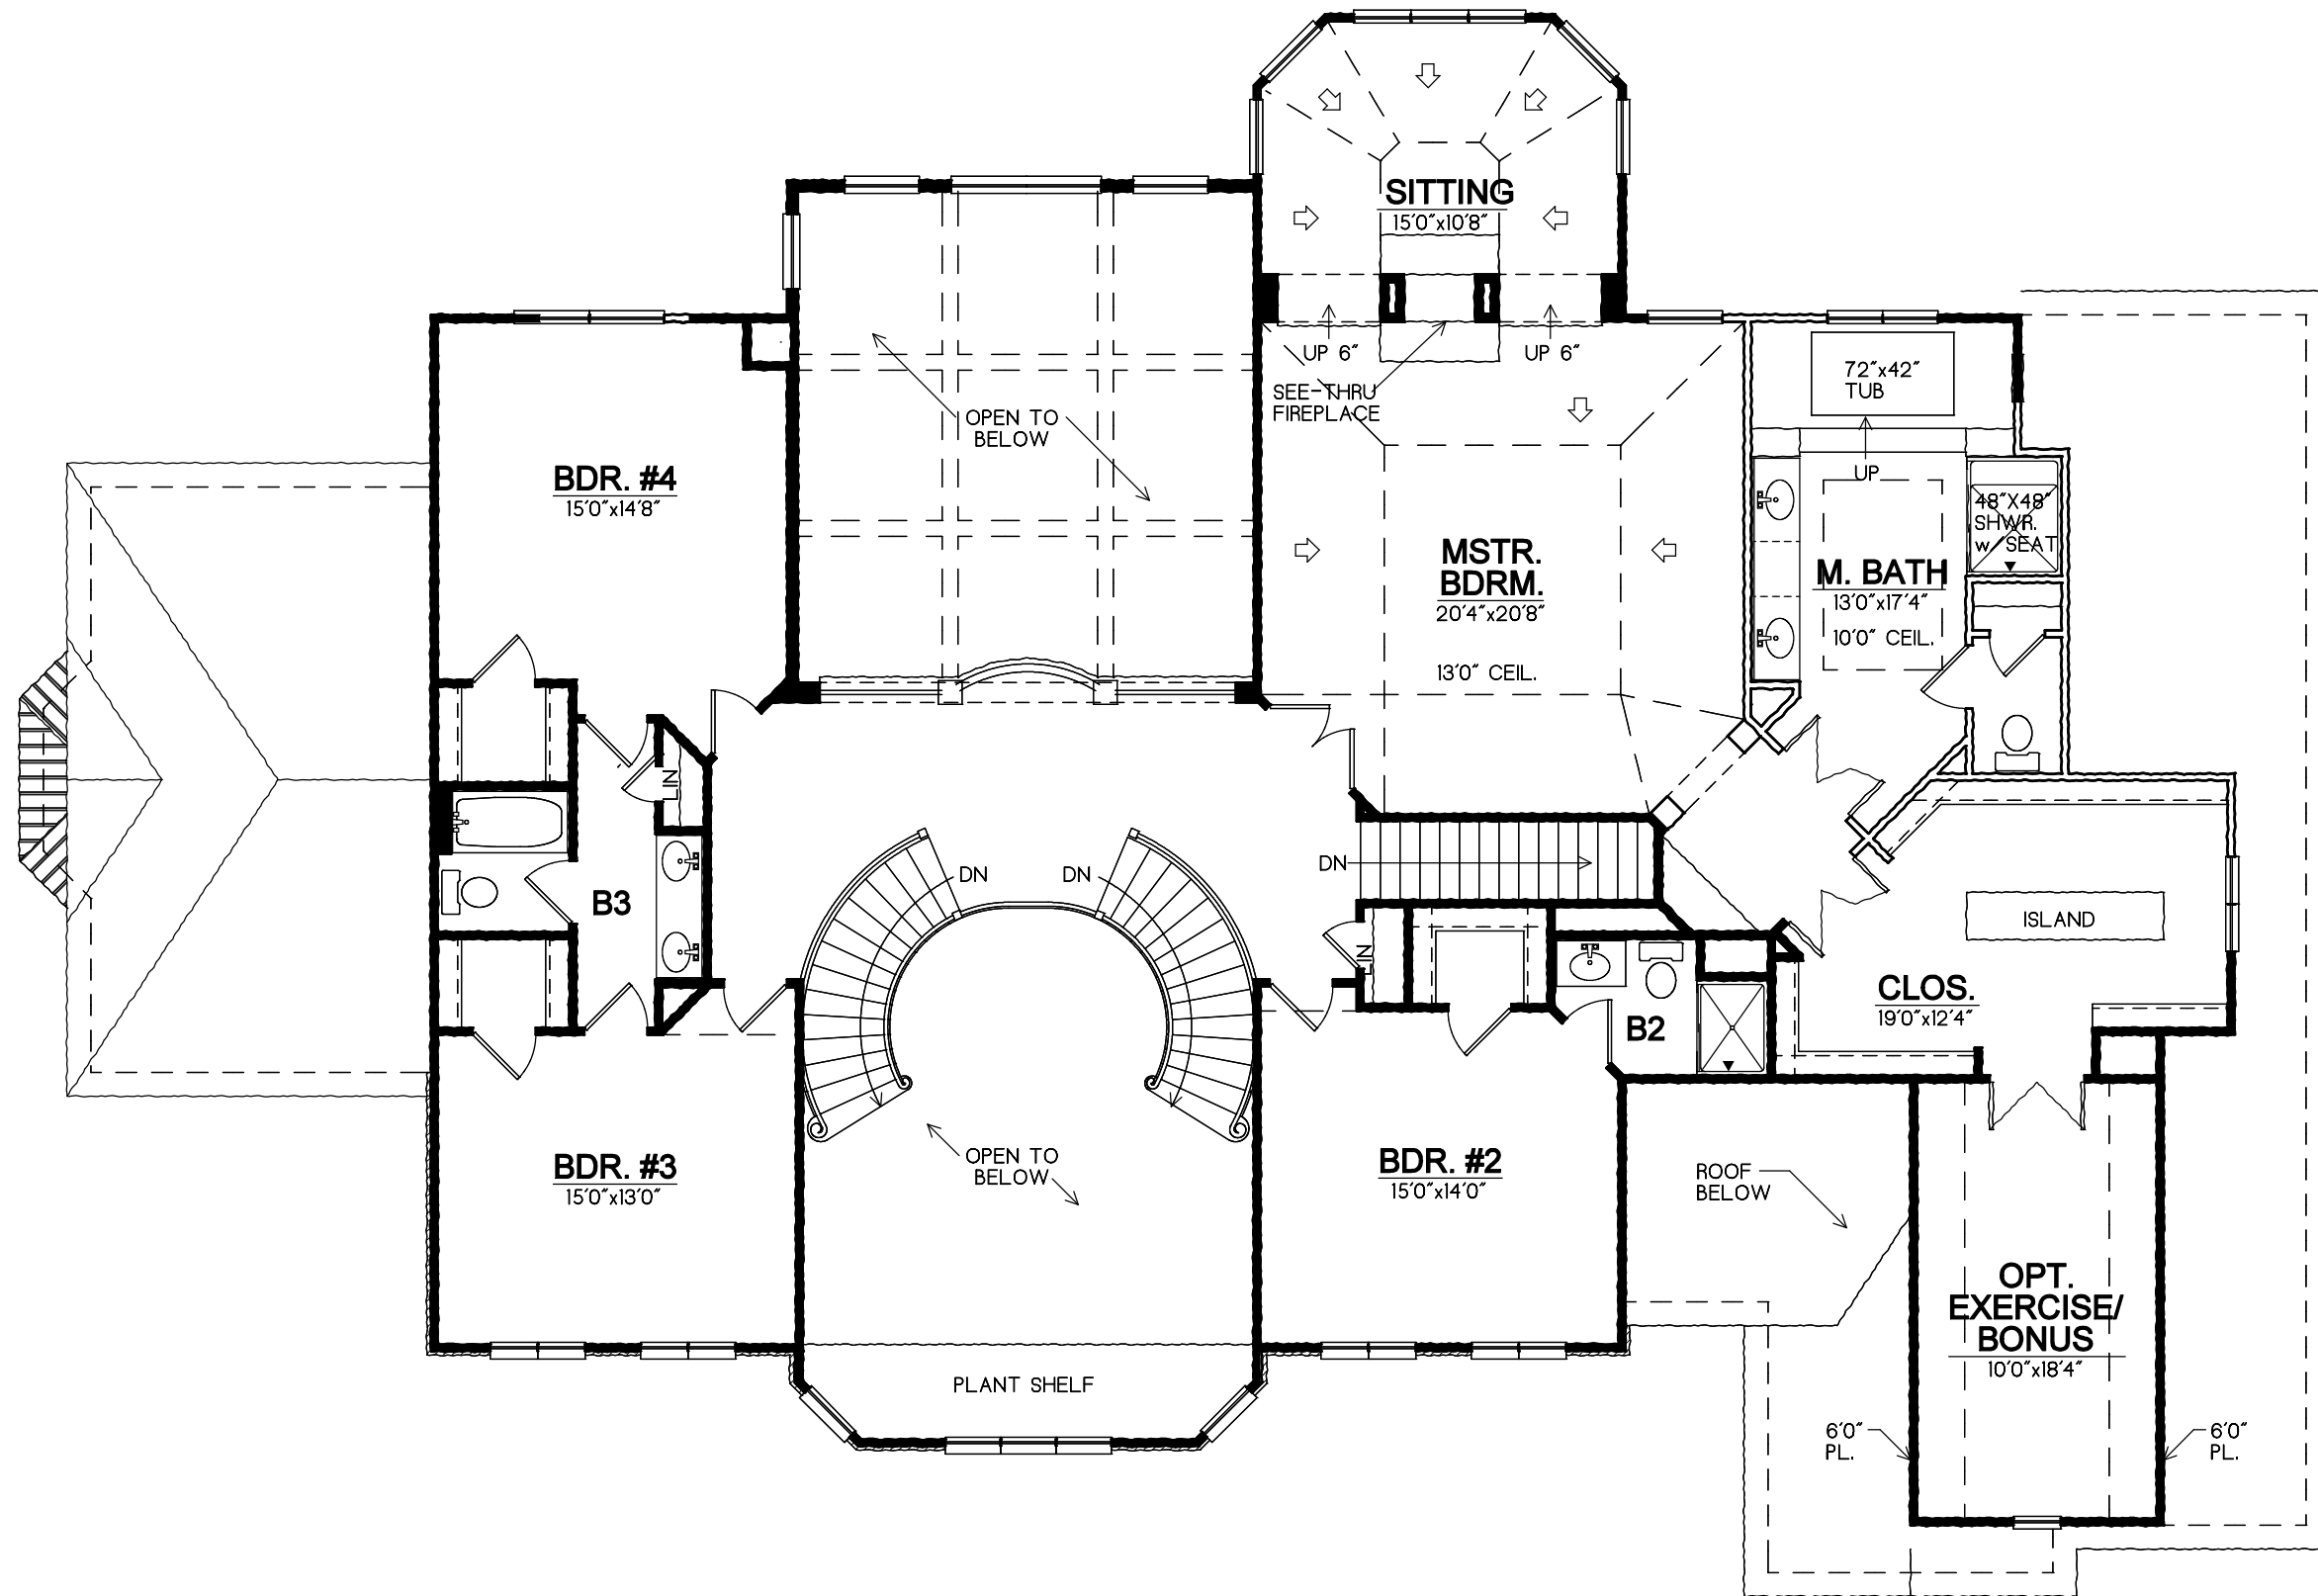 SITTING
15'0"x10'8"
UP 6"
UP 6"
SEE-THRU
FIREPLACE
72"x42"
TUB
UP
OPEN TO
BELOW
BDR. #4
15'0"x14'8"
48"X48"
SHWR.
w/SEAT
MSTR.
BDRM.
20'4"x20'8"
13'0" CEIL.
M. BATH
13'0"x17'4"
10'0" CEIL.
LIN
DN
DN
DN
B3
ISLAND
LIN
CLOS.
19'0"x12'4"
B2
OPEN TO
BELOW
BDR. #3
15'0"x13'0"
BDR. #2
15'0"x14'0"
ROOF
BELOW
OPT.
EXERCISE/
BONUS
10'0"x18'4"
PLANT SHELF
6'0"
PL.
6'0"
PL.